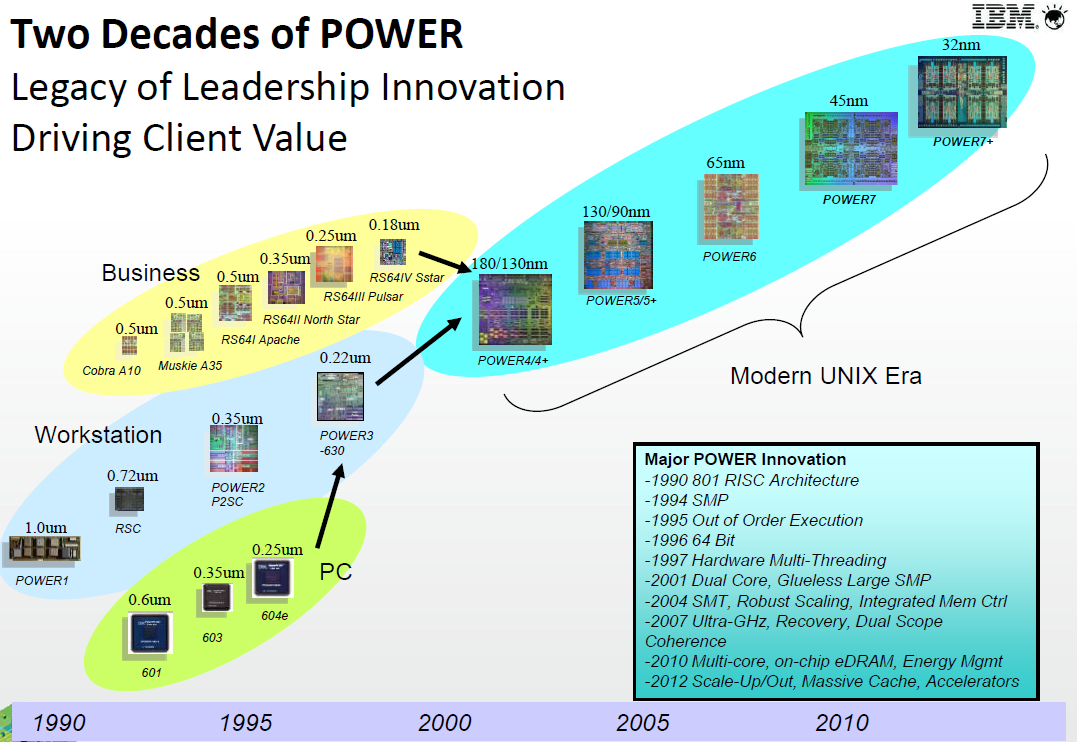 IBM
Two Decades of POWER
Legacy of Leadership Innovation
Driving Client Value
32nm
POWER7+
45nm
POWER7
65nm
POWER6
130/90nm
POWER5/5+
180/130nm
POWER4/4+
Modern UNIX Era
Business
0.18um
RS64IV Sstar
0.25um
RS64III Pulsar
0.35um
RS64II North Star
0.5um
RS64I Apache
0.5um
Muskie A35
0.5um
Cobra A10
Workstation
0.22um
POWER3
-630
0.35um
POWER2
P2SC
0.72um
RSC
1.0um
POWER1
PC
0.25um
604e
0.35um
603
0.6um
601
Major POWER Innovation
-1990 801 RISC Architecture
-1994 SMP
-1995 Out of Order Execution
-1996 64 Bit
-1997 Hardware Multi-Threading
-2001 Dual Core, Glueless Large SMP
-2004 SMT, Robust Scaling, Integrated Mem Ctrl
-2007 Ultra-GHz, Recovery, Dual Scope
Coherence
-2010 Multi-core, on-chip eDRAM, Energy Mgmt
-2012 Scale-Up/Out, Massive Cache, Accelerators
1990 1995 2000 2005 2010